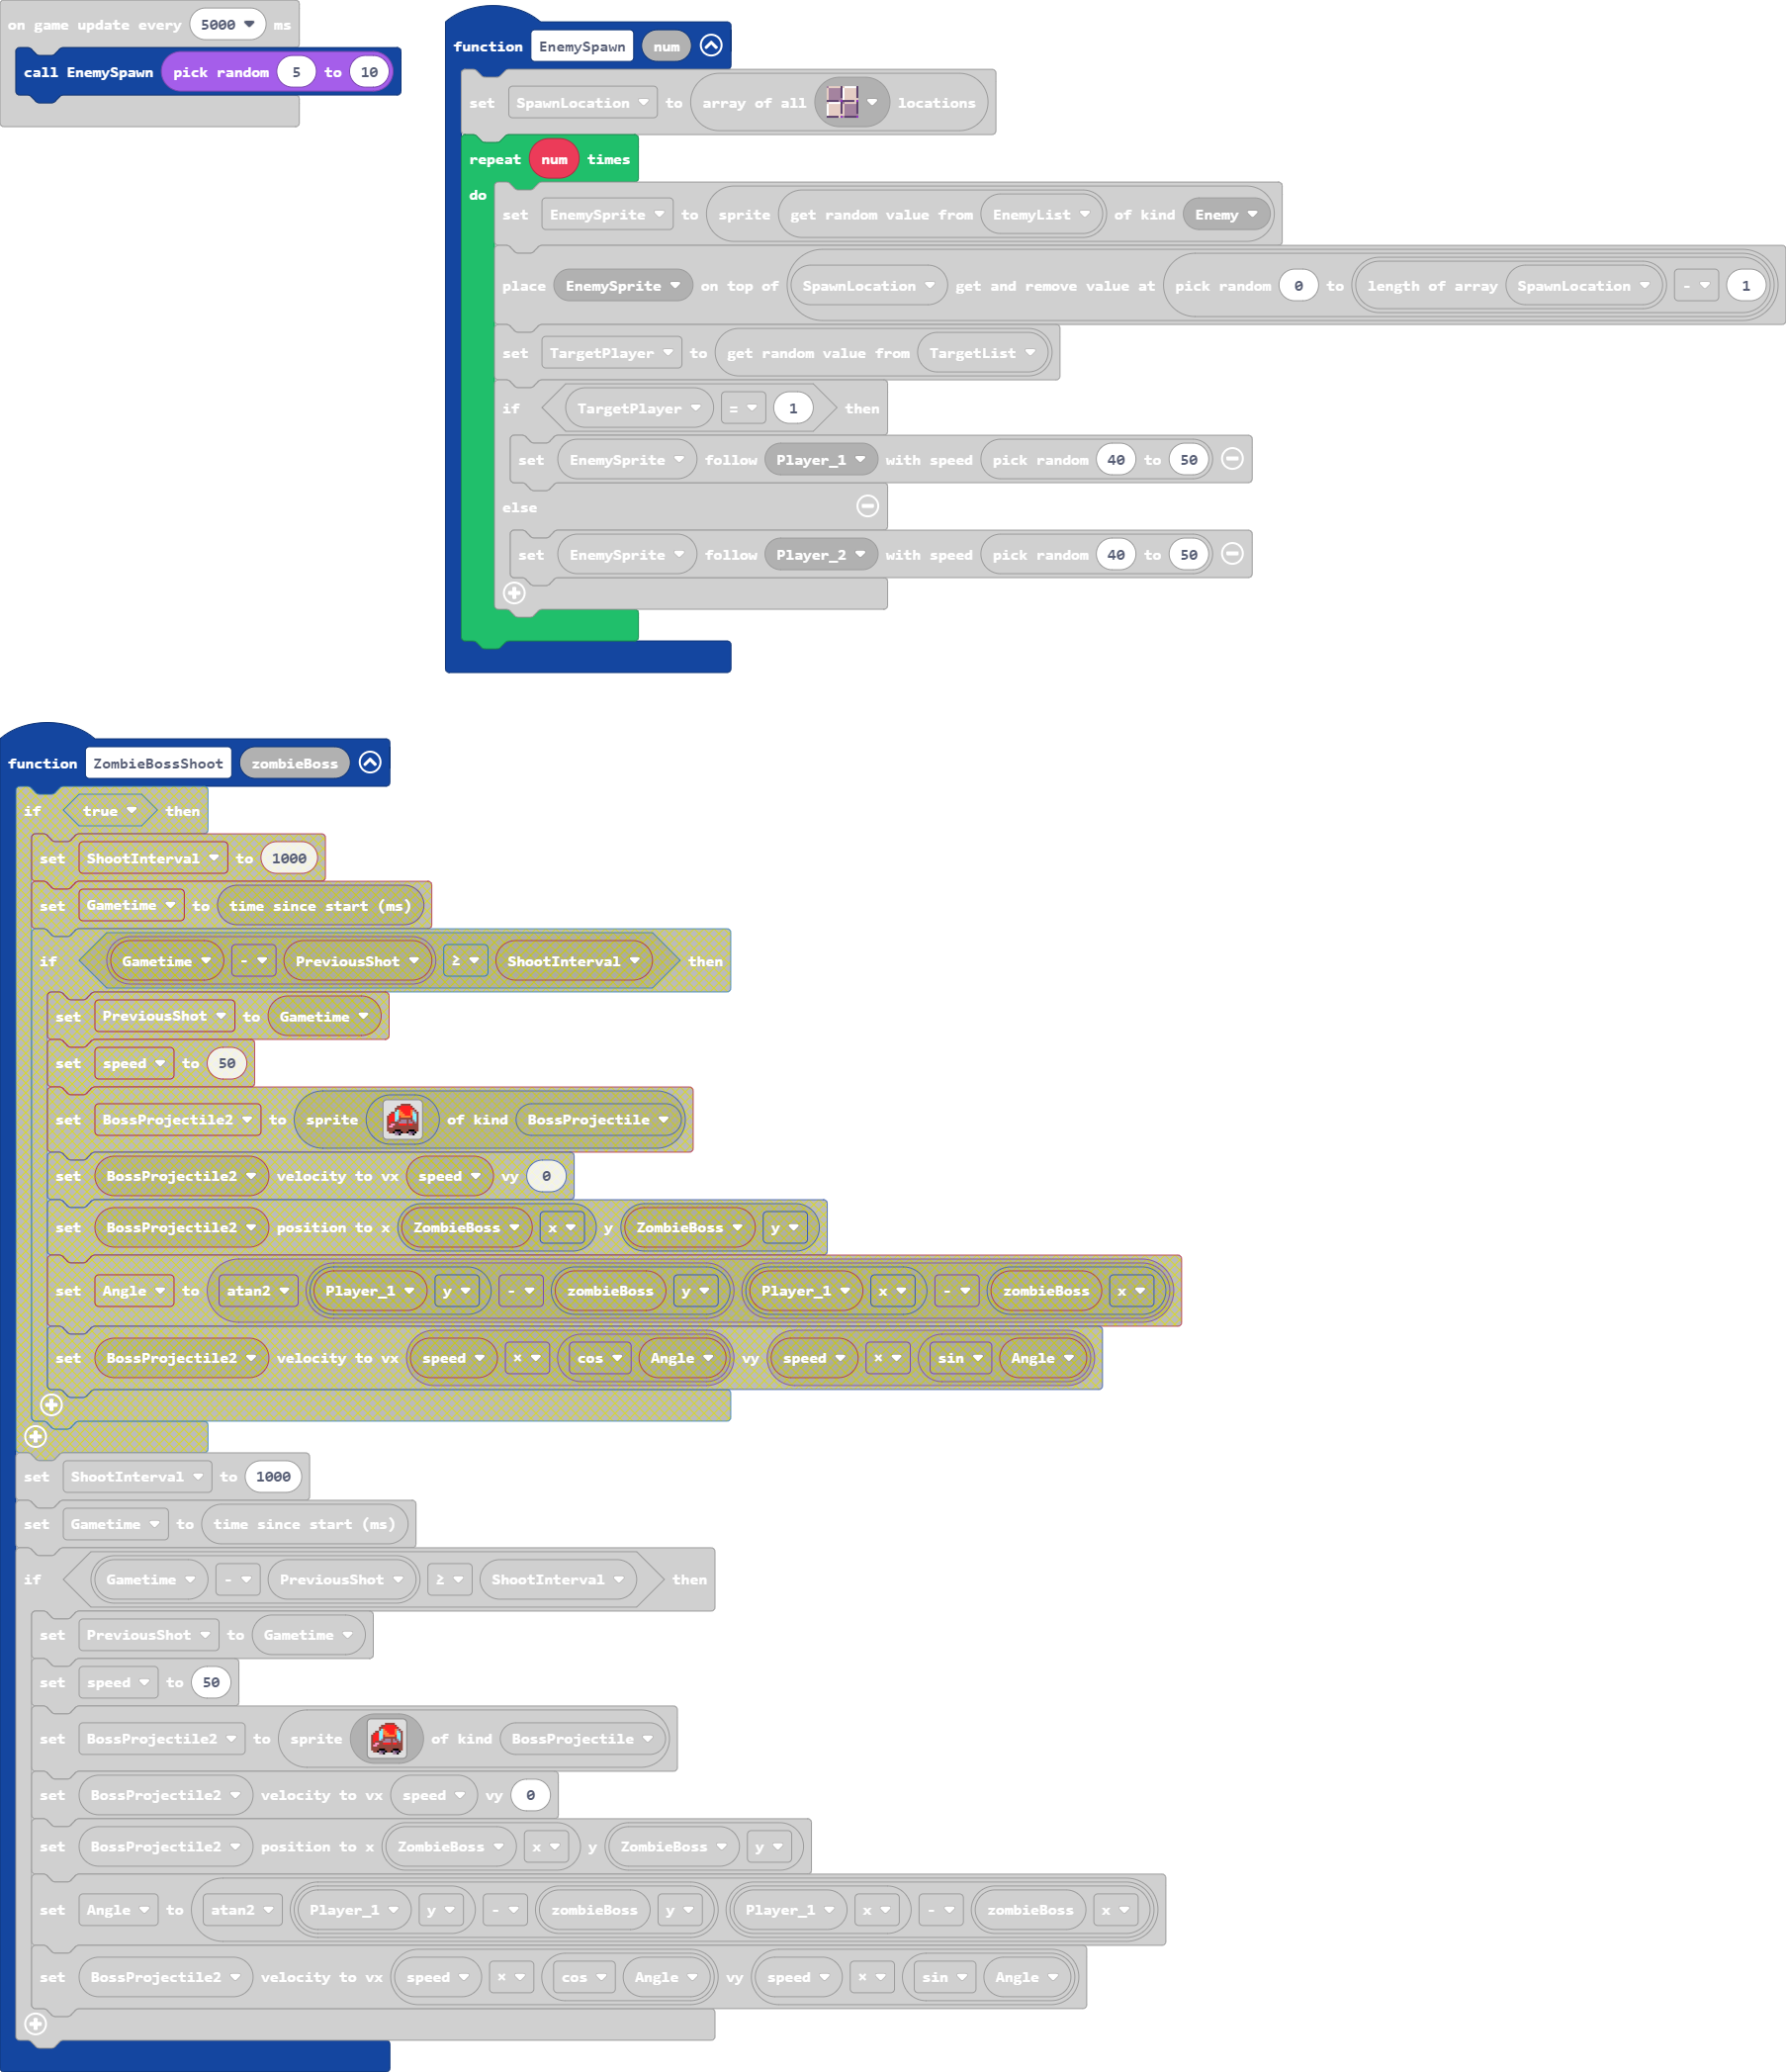 on game update every 5000 ms
call EnemySpawn pick random 5 to 10
function EnemySpawn num
set SpawnLocation to array of all locations
repeat num times
do
set EnemySprite to sprite get random value from EnemyList of kind Enemy
place EnemySprite on top of SpawnLocation get and remove value at pick random 0 to length of array SpawnLocation - 1
set TargetPlayer to get random value from TargetList
if TargetPlayer = 1 then
set EnemySprite follow Player_1 with speed pick random 40 to 50
else
set EnemySprite follow Player_2 with speed pick random 40 to 50
function ZombieBossShoot zombieBoss
if true then
set ShootInterval to 1000
set Gametime to time since start (ms)
if Gametime - PreviousShot ≥ ShootInterval then
set PreviousShot to Gametime
set speed to 50
set BossProjectile2 to sprite of kind BossProjectile
set BossProjectile2 velocity to vx speed vy 0
set BossProjectile2 position to x ZombieBoss x y ZombieBoss y
set Angle to atan2 Player_1 y - zombieBoss y Player_1 x - zombieBoss x
set BossProjectile2 velocity to vx speed × cos Angle vy speed × sin Angle
set ShootInterval to 1000
set Gametime to time since start (ms)
if Gametime - PreviousShot ≥ ShootInterval then
set PreviousShot to Gametime
set speed to 50
set BossProjectile2 to sprite of kind BossProjectile
set BossProjectile2 velocity to vx speed vy 0
set BossProjectile2 position to x ZombieBoss x y ZombieBoss y
set Angle to atan2 Player_1 y - zombieBoss y Player_1 x - zombieBoss x
set BossProjectile2 velocity to vx speed × cos Angle vy speed × sin Angle